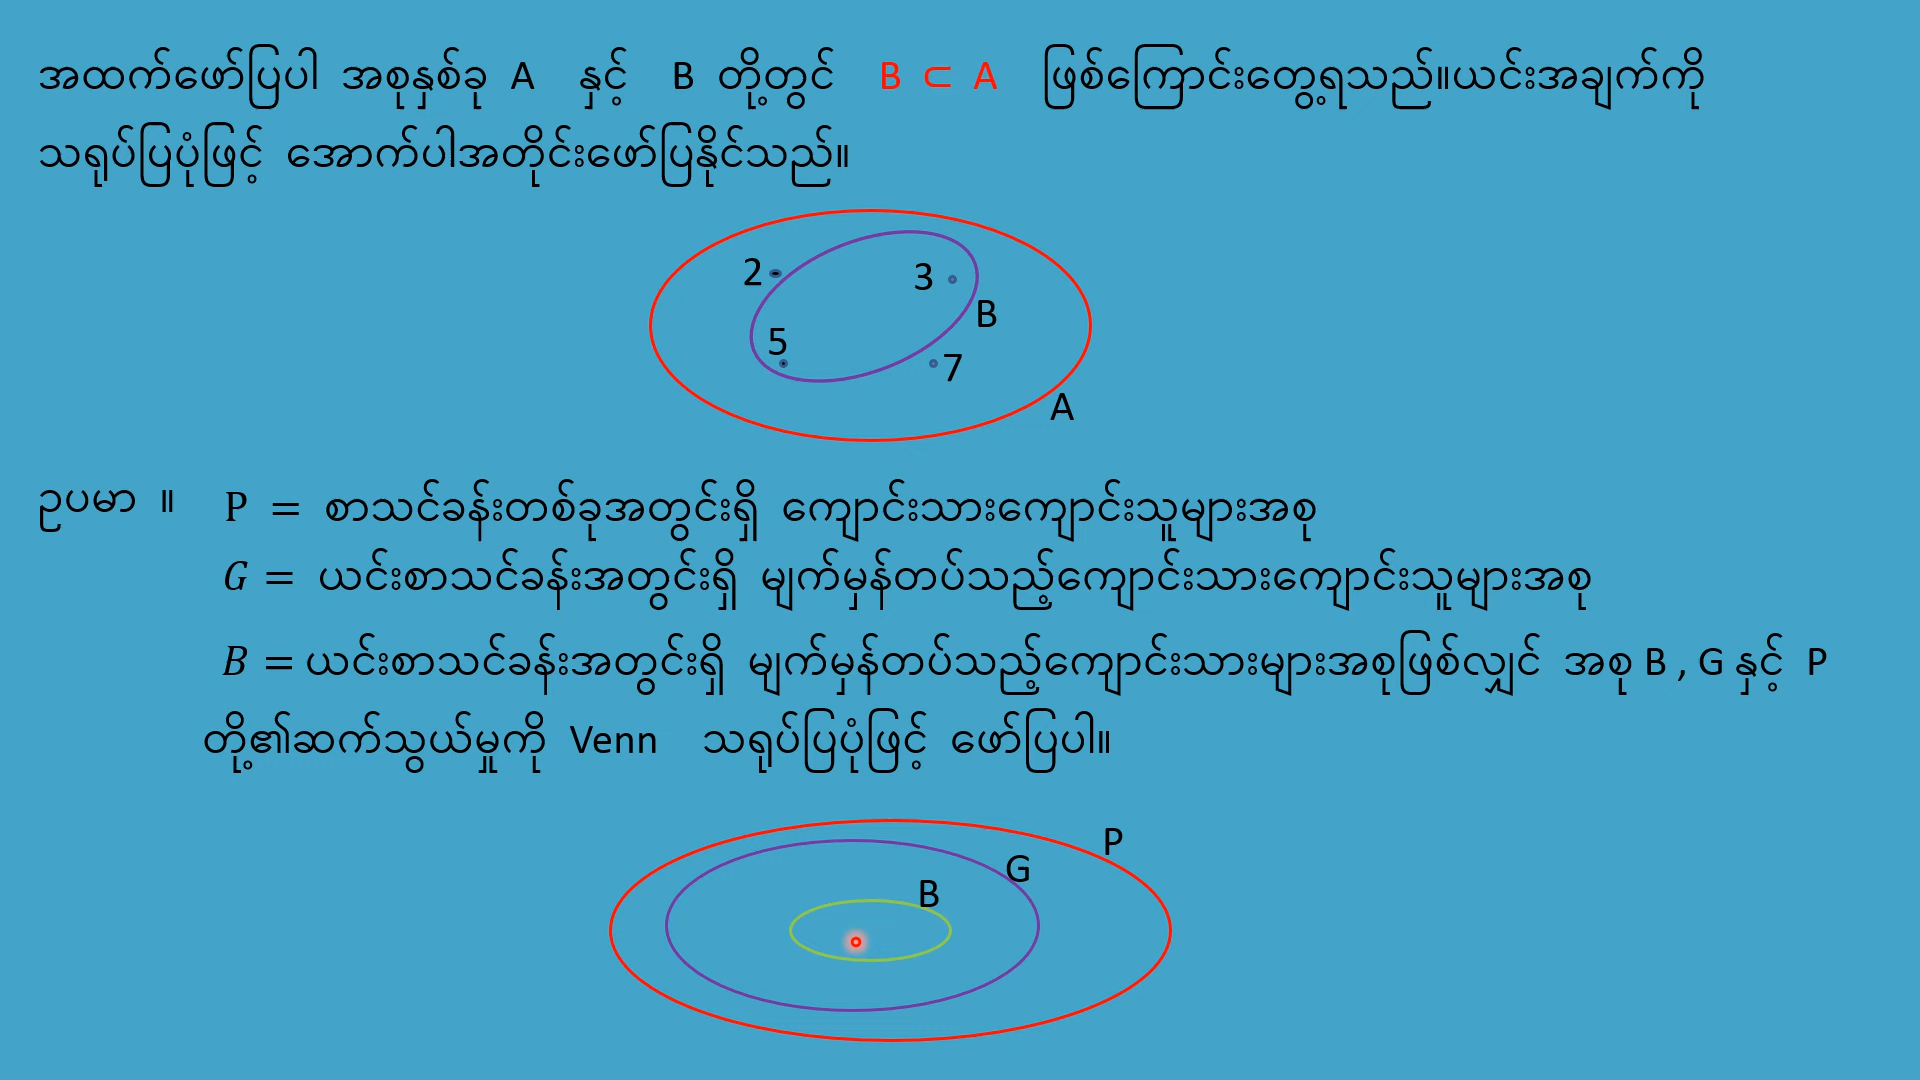 အထက်ဖော်ပြပါ အစုနှစ်ခု A နှင့် B တို့တွင် B ⊂ A ဖြစ်ကြောင်းတွေ့ရသည်။ယင်းအချက်ကို
သရုပ်ပြပုံဖြင့် အောက်ပါအတိုင်းဖော်ပြနိုင်သည်။
2 3
B
5
7
A
ဥပမာ ။ P = စာသင်ခန်းတစ်ခုအတွင်းရှိ ကျောင်းသားကျောင်းသူများအစု
G = ယင်းစာသင်ခန်းအတွင်းရှိ မျက်မှန်တပ်သည့်ကျောင်းသားကျောင်းသူများအစု
B = ယင်းစာသင်ခန်းအတွင်းရှိ မျက်မှန်တပ်သည့်ကျောင်းသားများအစုဖြစ်လျှင် အစု B , G နှင့် P
တို့၏ဆက်သွယ်မှုကို Venn သရုပ်ပြပုံဖြင့် ဖော်ပြပါ။
P
G
B